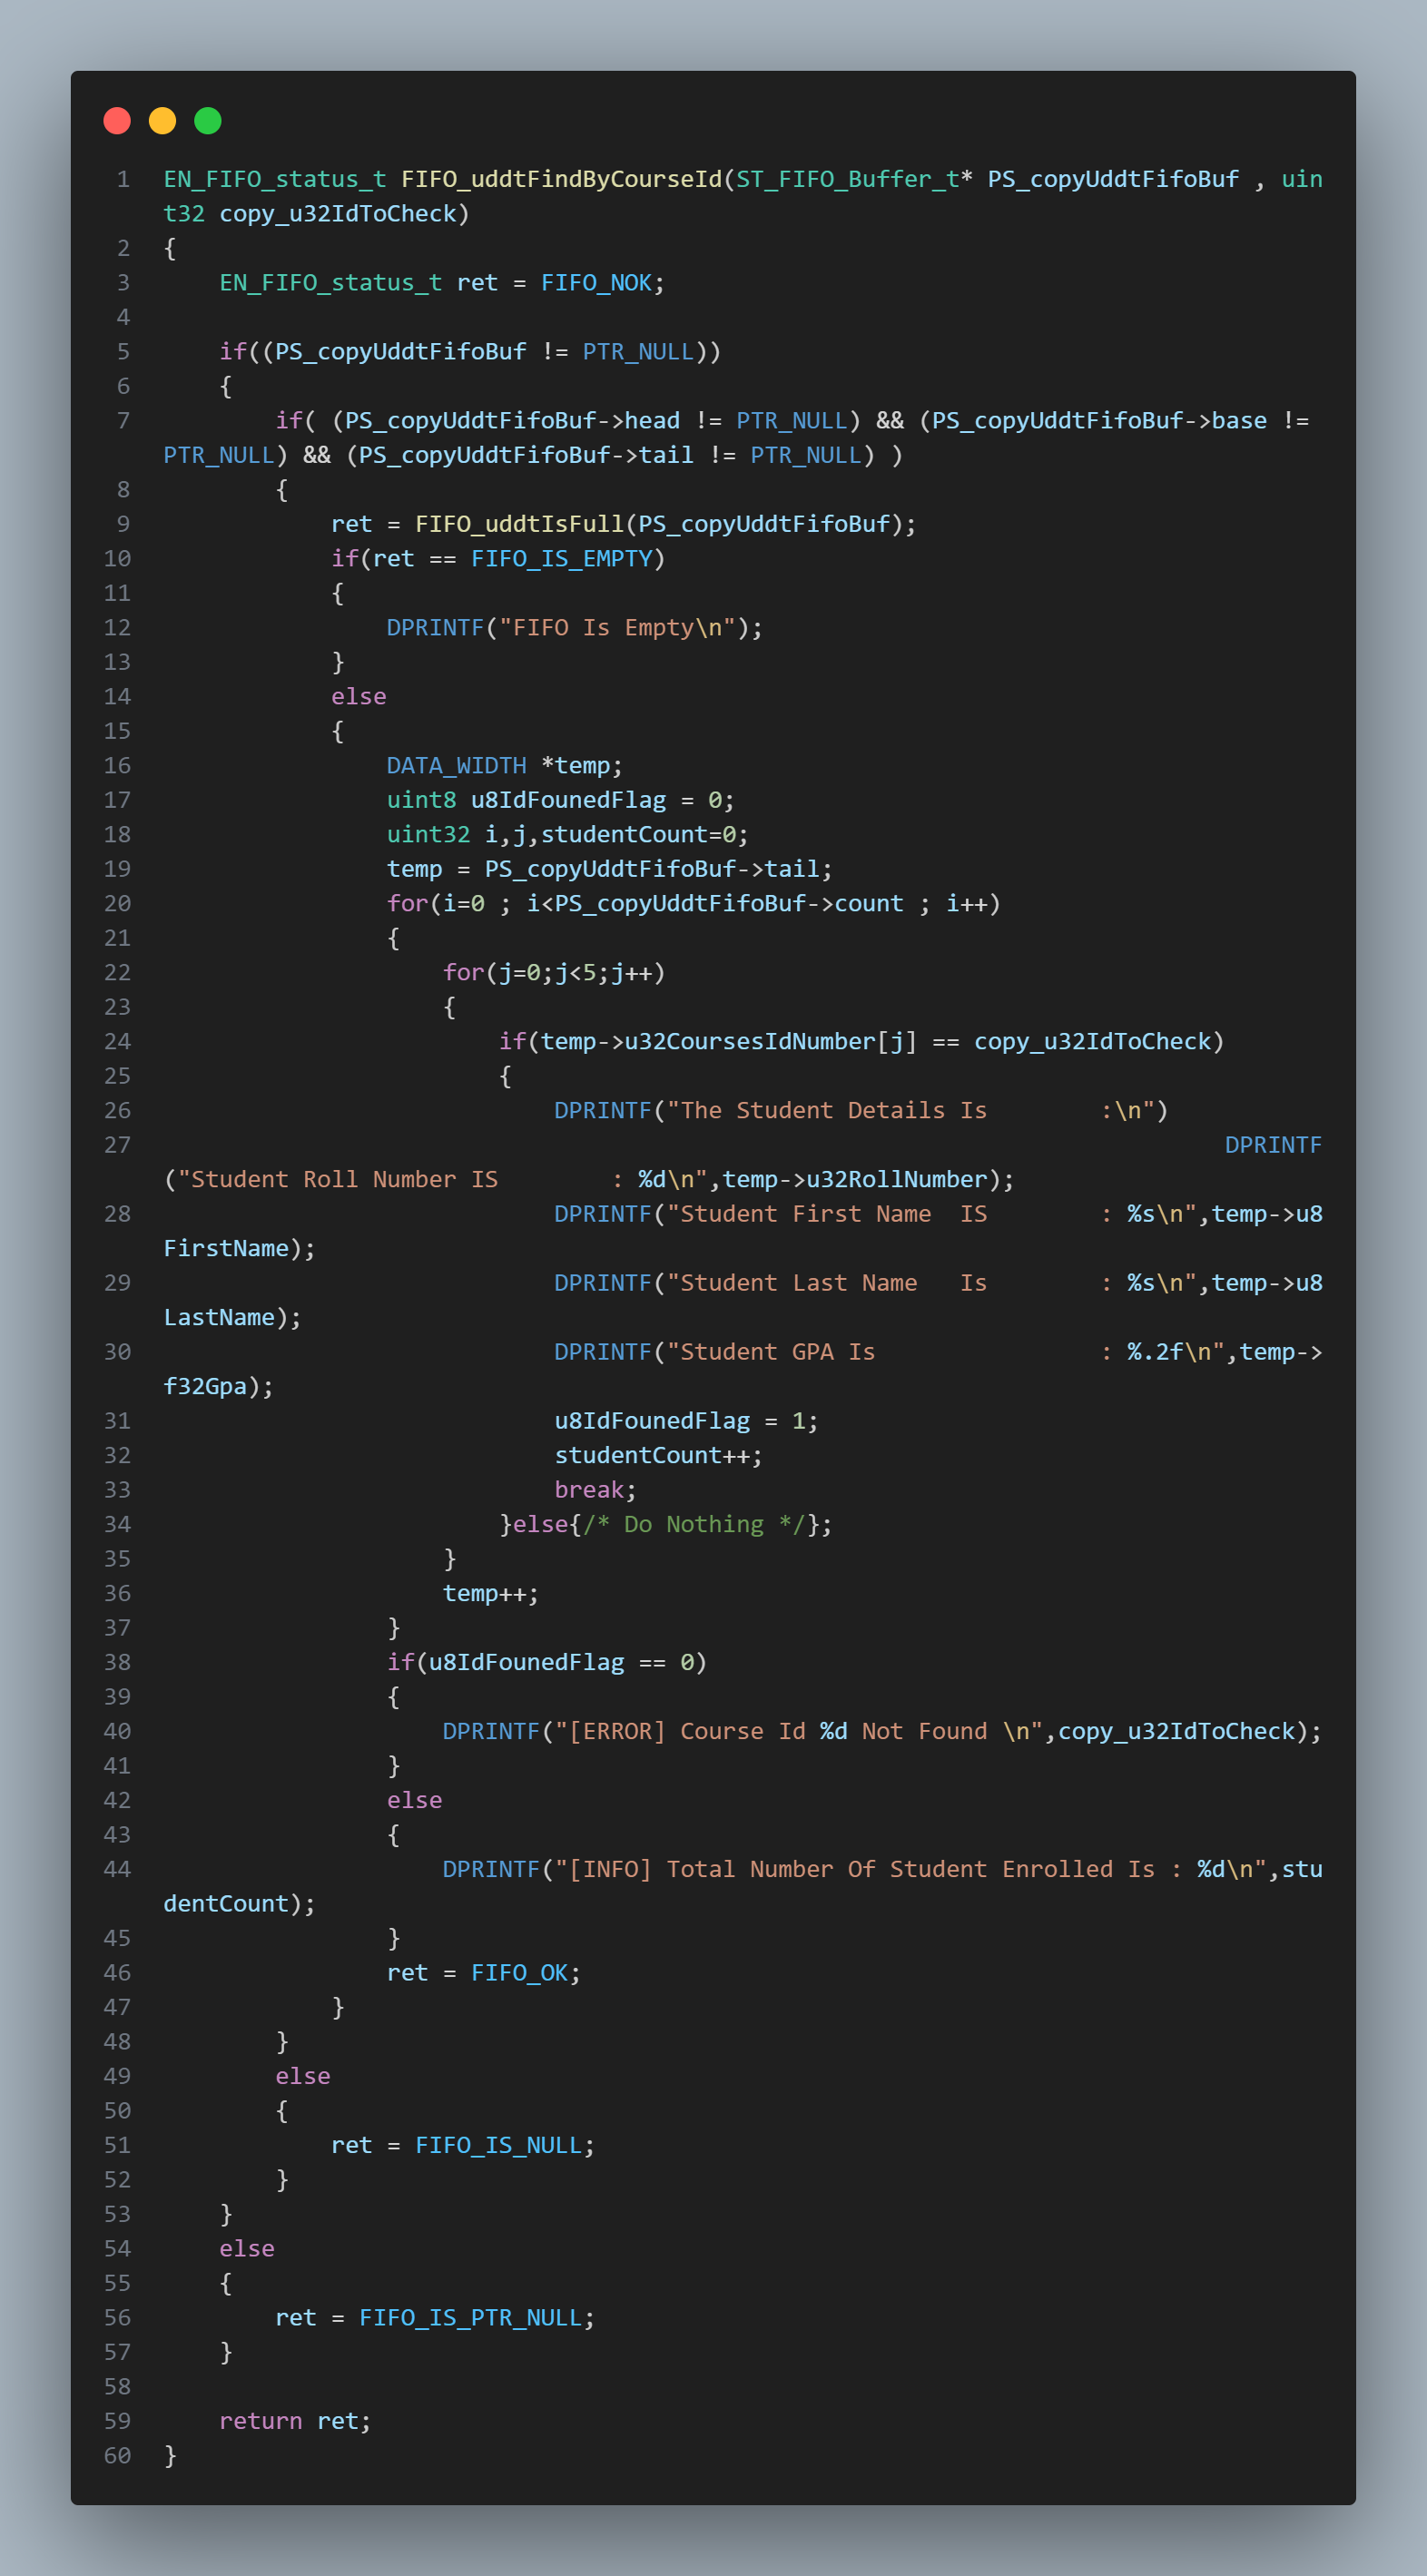 1 EN_FIFO_status_t FIFO_uddtFindByCourseId(ST_FIFO_Buffer_t* PS_copyUddtFifoBuf , uin
t32 copy_u32IdToCheck)
2 {
3     EN_FIFO_status_t ret = FIFO_NOK;
4
5     if((PS_copyUddtFifoBuf != PTR_NULL))
6     {
7         if( (PS_copyUddtFifoBuf->head != PTR_NULL) && (PS_copyUddtFifoBuf->base !=
PTR_NULL) && (PS_copyUddtFifoBuf->tail != PTR_NULL) )
8         {
9             ret = FIFO_uddtIsFull(PS_copyUddtFifoBuf);
10             if(ret == FIFO_IS_EMPTY)
11             {
12                 DPRINTF("FIFO Is Empty\n");
13             }
14             else
15             {
16                 DATA_WIDTH *temp;
17                 uint8 u8IdFounedFlag = 0;
18                 uint32 i,j,studentCount=0;
19                 temp = PS_copyUddtFifoBuf->tail;
20                 for(i=0 ; i<PS_copyUddtFifoBuf->count ; i++)
21                 {
22                     for(j=0;j<5;j++)
23                     {
24                         if(temp->u32CoursesIdNumber[j] == copy_u32IdToCheck)
25                         {
26                             DPRINTF("The Student Details Is        :\n")
27                                                                             DPRINTF
("Student Roll Number IS        : %d\n",temp->u32RollNumber);
28                             DPRINTF("Student First Name  IS        : %s\n",temp->u8
FirstName);
29                             DPRINTF("Student Last Name   Is        : %s\n",temp->u8
LastName);
30                             DPRINTF("Student GPA Is                : %.2f\n",temp->
f32Gpa);
31                             u8IdFounedFlag = 1;
32                             studentCount++;
33                             break;
34                         }else{/* Do Nothing */};
35                     }
36                     temp++;
37                 }
38                 if(u8IdFounedFlag == 0)
39                 {
40                     DPRINTF("[ERROR] Course Id %d Not Found \n",copy_u32IdToCheck);
41                 }
42                 else
43                 {
44                     DPRINTF("[INFO] Total Number Of Student Enrolled Is : %d\n",stu
dentCount);
45                 }
46                 ret = FIFO_OK;
47             }
48         }
49         else
50         {
51             ret = FIFO_IS_NULL;
52         }
53     }
54     else
55     {
56         ret = FIFO_IS_PTR_NULL;
57     }
58
59     return ret;
60 }